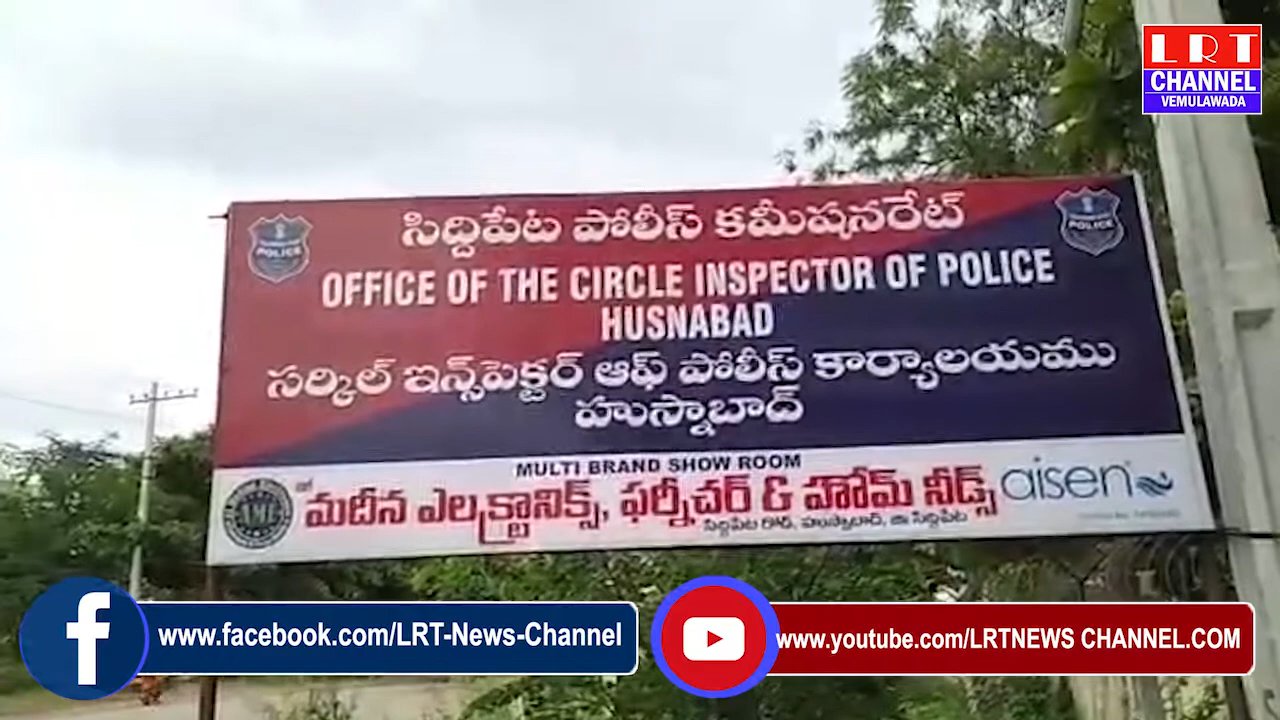 LRT
CHANNEL
VEMULAWADA
సిద్దిపేట పోలీస్ కమీషనరేట్
POLICE
POLICE
OFFICE OF THE CIRCLE INSPECTOR OF POLICE
HUSNABAD
సర్కిల్ ఇన్స్‌పెక్టర్ ఆఫ్ పోలీస్ కార్యాలయము
హుస్నాబాద్
MULTI BRAND SHOW ROOM
మదీన ఎలక్ట్రానిక్స్, ఫర్నీచర్ & హోమ్ నీడ్స్
aisen
సిద్దిపేట రోడ్, హుస్నాబాద్, జి॥ సిద్దిపేట
www.facebook.com/LRT-News-Channel
www.youtube.com/LRTNEWS CHANNEL.COM